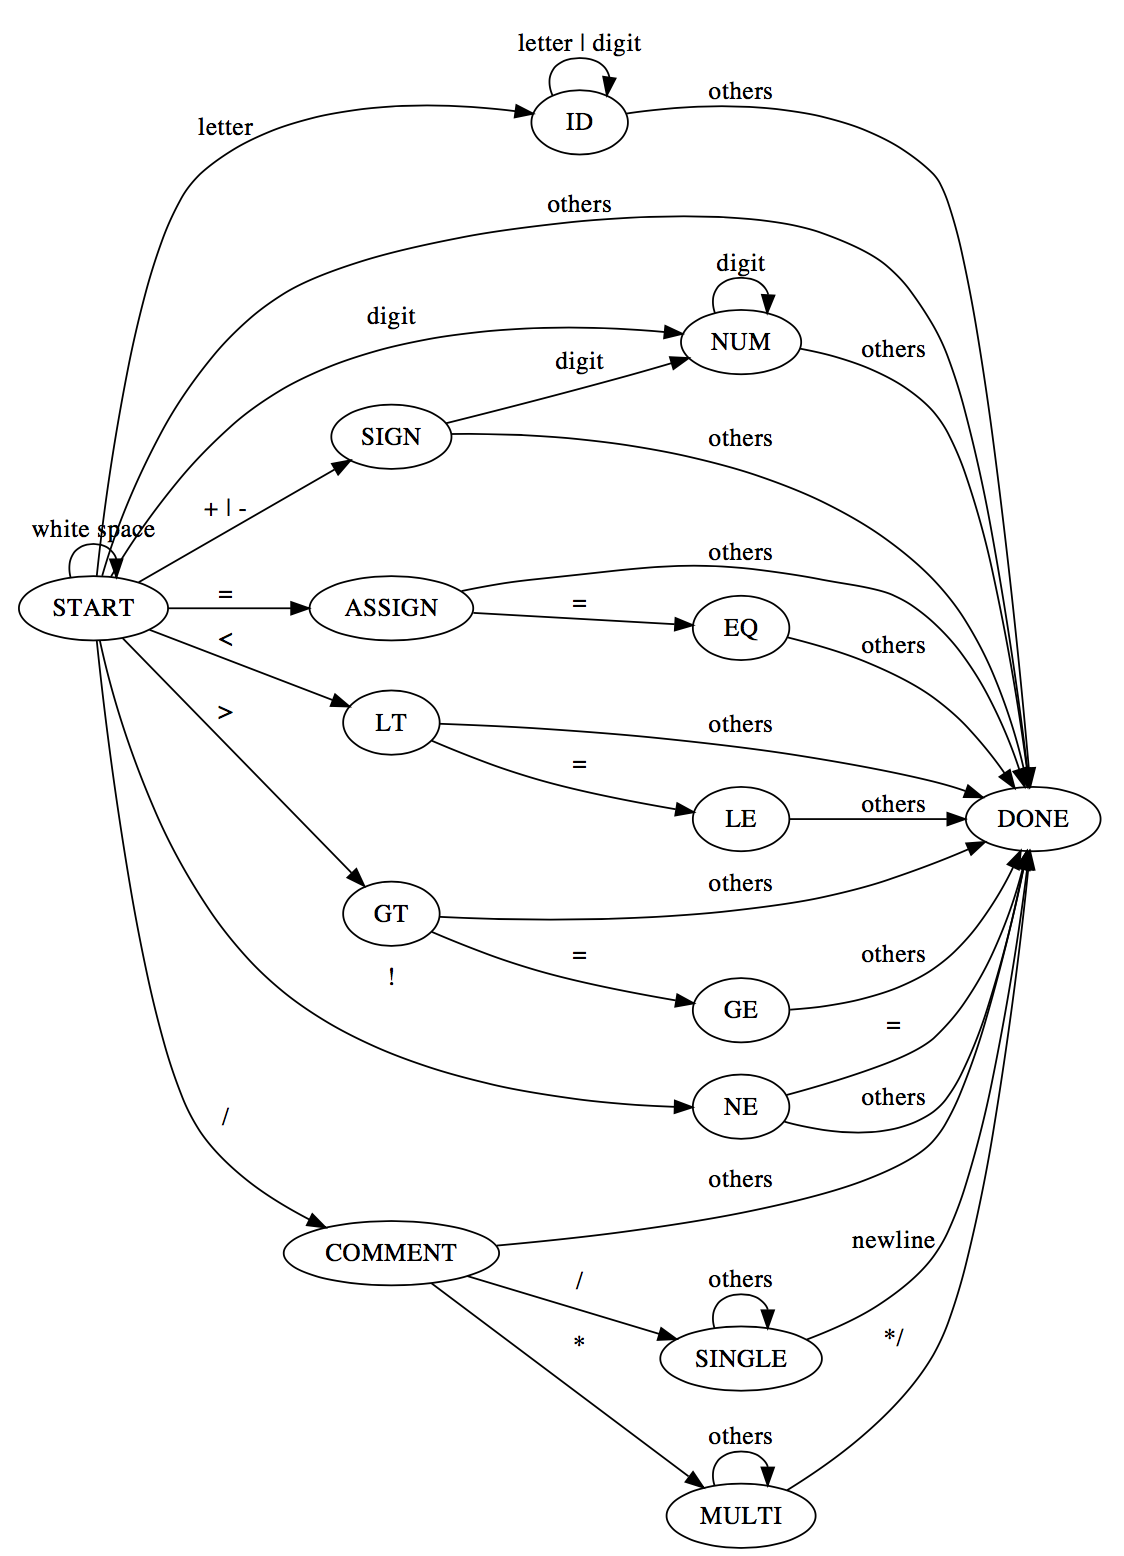 letter | digit
others
ID
letter
others
digit
NUM
digit
others
digit
SIGN
others
+ | -
white space
START
=
ASSIGN
others
=
EQ
others
<
LT
others
=
LE
others
DONE
>
GT
others
=
GE
others
!
=
NE
others
/
COMMENT
others
newline
/
others
SINGLE
*
*/
others
MULTI